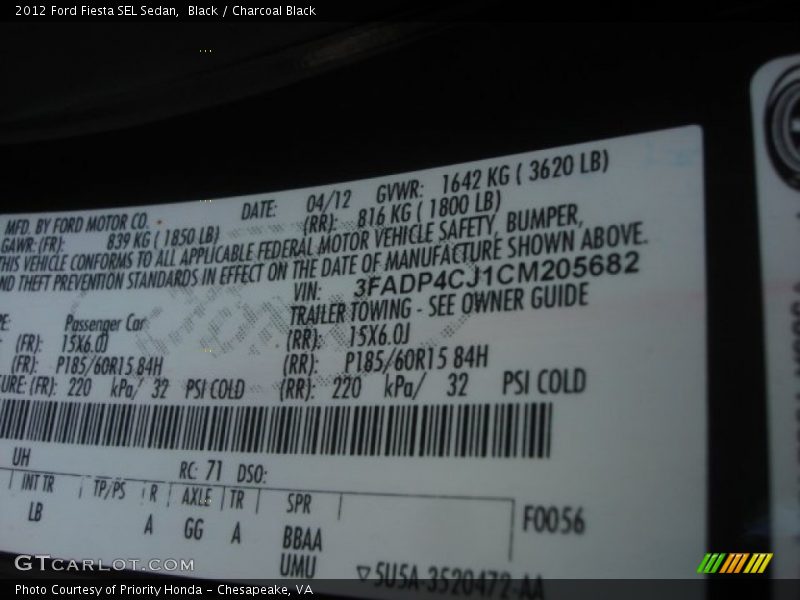 2012 Ford Fiesta SEL Sedan, Black / Charcoal Black
MFD. BY FORD MOTOR CO. DATE: 04/12 GVWR: 1642 KG ( 3620 LB)
GAWR: (FR): 839 KG ( 1850 LB) (RR): 816 KG ( 1800 LB)
THIS VEHICLE CONFORMS TO ALL APPLICABLE FEDERAL MOTOR VEHICLE SAFETY, BUMPER,
AND THEFT PREVENTION STANDARDS IN EFFECT ON THE DATE OF MANUFACTURE SHOWN ABOVE.
VIN: 3FADP4CJ1CM205682
PE: Passenger Car TRAILER TOWING - SEE OWNER GUIDE
(FR): 15X6.0J (RR): 15X6.0J
(FR): P185/60R15 84H (RR): P185/60R15 84H
SURE: (FR): 220 kPa/ 32 PSI COLD (RR): 220 kPa/ 32 PSI COLD
UH RC: 71 DSO:
INT TR TP/PS R AXLE TR SPR F0056
LB A GG A BBAA
UMU ▽5U5A-3520472-AA
GTCARLOT.COM
Photo Courtesy of Priority Honda - Chesapeake, VA